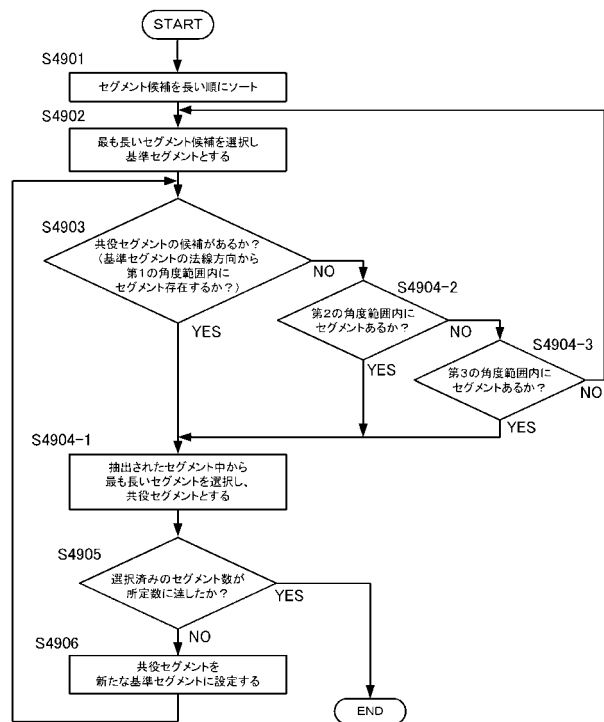 START
S4901
セグメント候補を長い順にソート
S4902
最も長いセグメント候補を選択し
基準セグメントとする
S4903
共役セグメントの候補があるか?
(基準セグメントの法線方向から
第1の角度範囲内に
セグメント存在するか?)
NO
YES
S4904-2
第2の角度範囲内に
セグメントあるか?
NO
YES
S4904-3
第3の角度範囲内に
セグメントあるか?
NO
YES
S4904-1
抽出されたセグメント中から
最も長いセグメントを選択し、
共役セグメントとする
S4905
選択済みのセグメント数が
所定数に達したか?
YES
NO
S4906
共役セグメントを
新たな基準セグメントに設定する
END